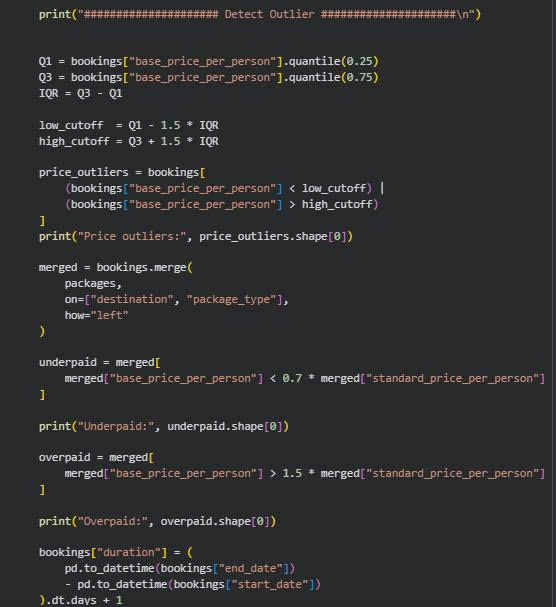 print("##################### Detect Outlier #####################\n")
Q1 = bookings["base_price_per_person"].quantile(0.25)
Q3 = bookings["base_price_per_person"].quantile(0.75)
IQR = Q3 - Q1
low_cutoff  = Q1 - 1.5 * IQR
high_cutoff = Q3 + 1.5 * IQR
price_outliers = bookings[
    (bookings["base_price_per_person"] < low_cutoff) |
    (bookings["base_price_per_person"] > high_cutoff)
]
print("Price outliers:", price_outliers.shape[0])
merged = bookings.merge(
    packages,
    on=["destination", "package_type"],
    how="left"
)
underpaid = merged[
    merged["base_price_per_person"] < 0.7 * merged["standard_price_per_person"]
]
print("Underpaid:", underpaid.shape[0])
overpaid = merged[
    merged["base_price_per_person"] > 1.5 * merged["standard_price_per_person"]
]
print("Overpaid:", overpaid.shape[0])
bookings["duration"] = (
    pd.to_datetime(bookings["end_date"])
    - pd.to_datetime(bookings["start_date"])
).dt.days + 1